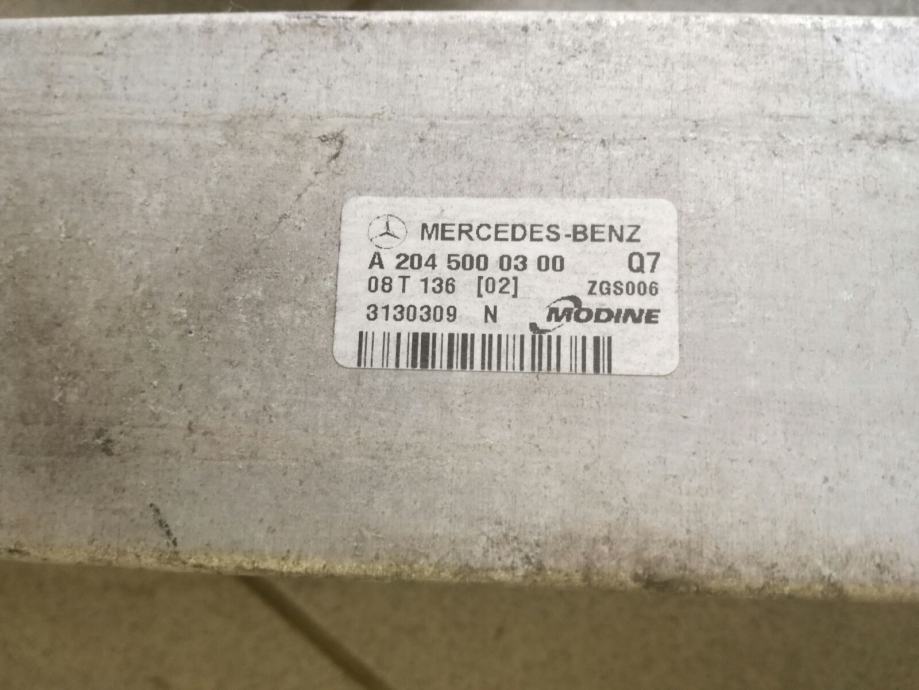 MERCEDES-BENZ
A 204 500 03 00 Q7
08 T 136 [02] ZGS006
3130309 N MODINE